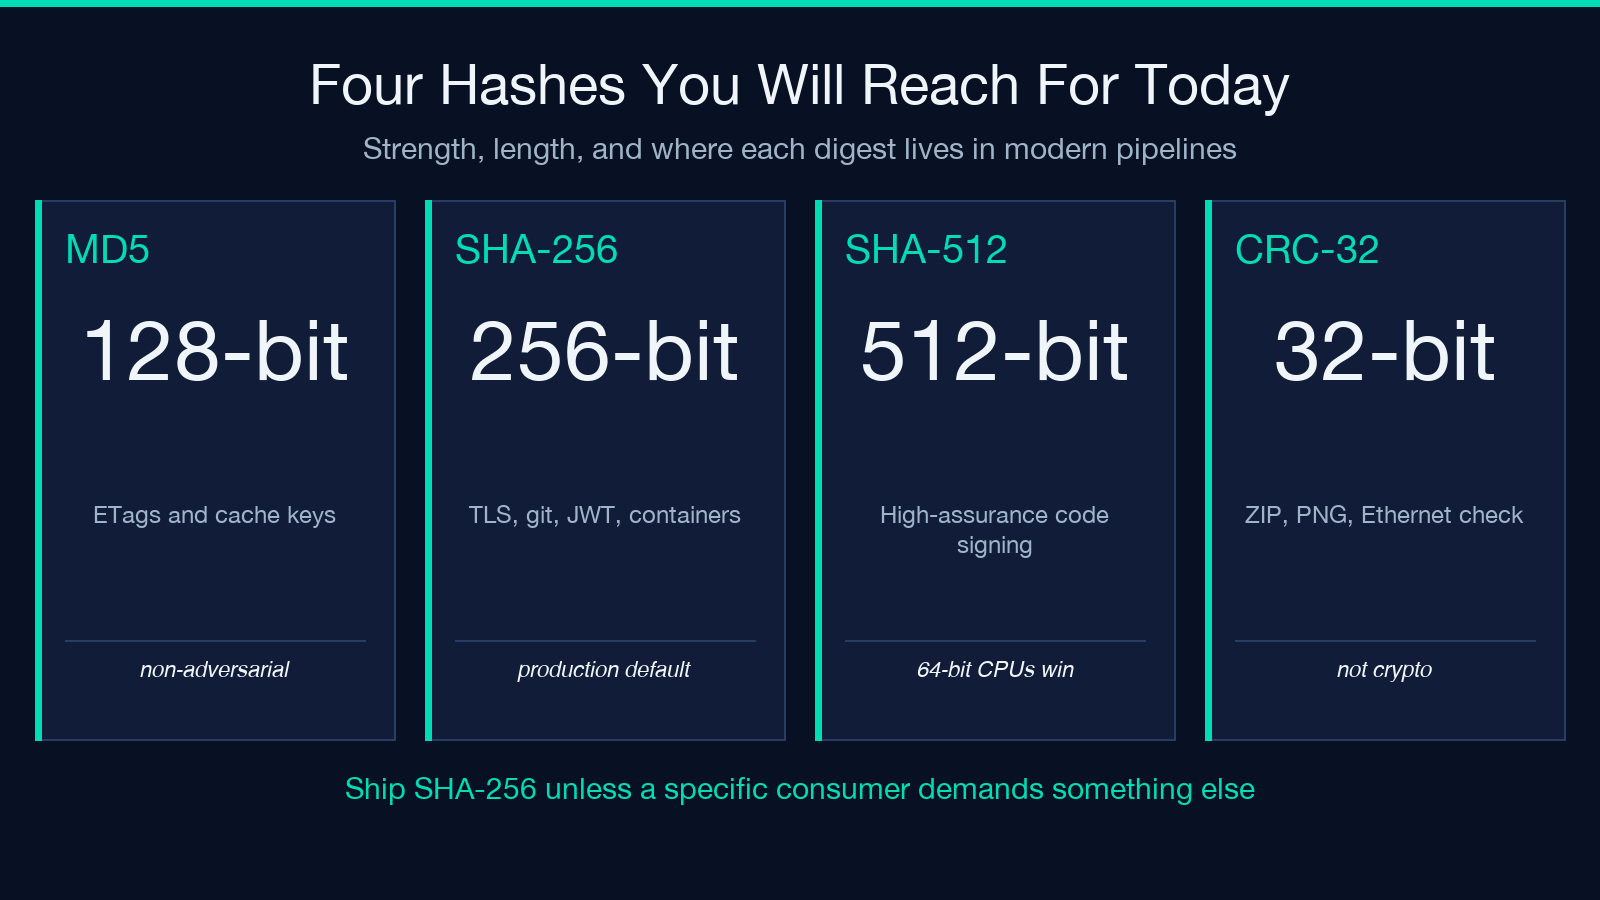 Four Hashes You Will Reach For Today
Strength, length, and where each digest lives in modern pipelines
MD5
128-bit
ETags and cache keys
non-adversarial
SHA-256
256-bit
TLS, git, JWT, containers
production default
SHA-512
512-bit
High-assurance code
signing
64-bit CPUs win
CRC-32
32-bit
ZIP, PNG, Ethernet check
not crypto
Ship SHA-256 unless a specific consumer demands something else